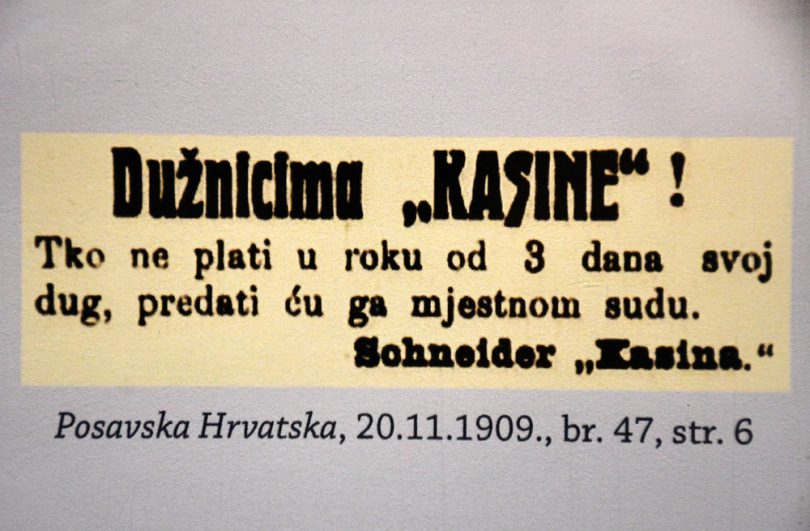 Dužnicima „KASINE“ !
Tko ne plati u roku od 3 dana svoj
dug, predati ću ga mjestnom sudu.
Schneider „Kasina.“
Posavska Hrvatska, 20.11.1909., br. 47, str. 6